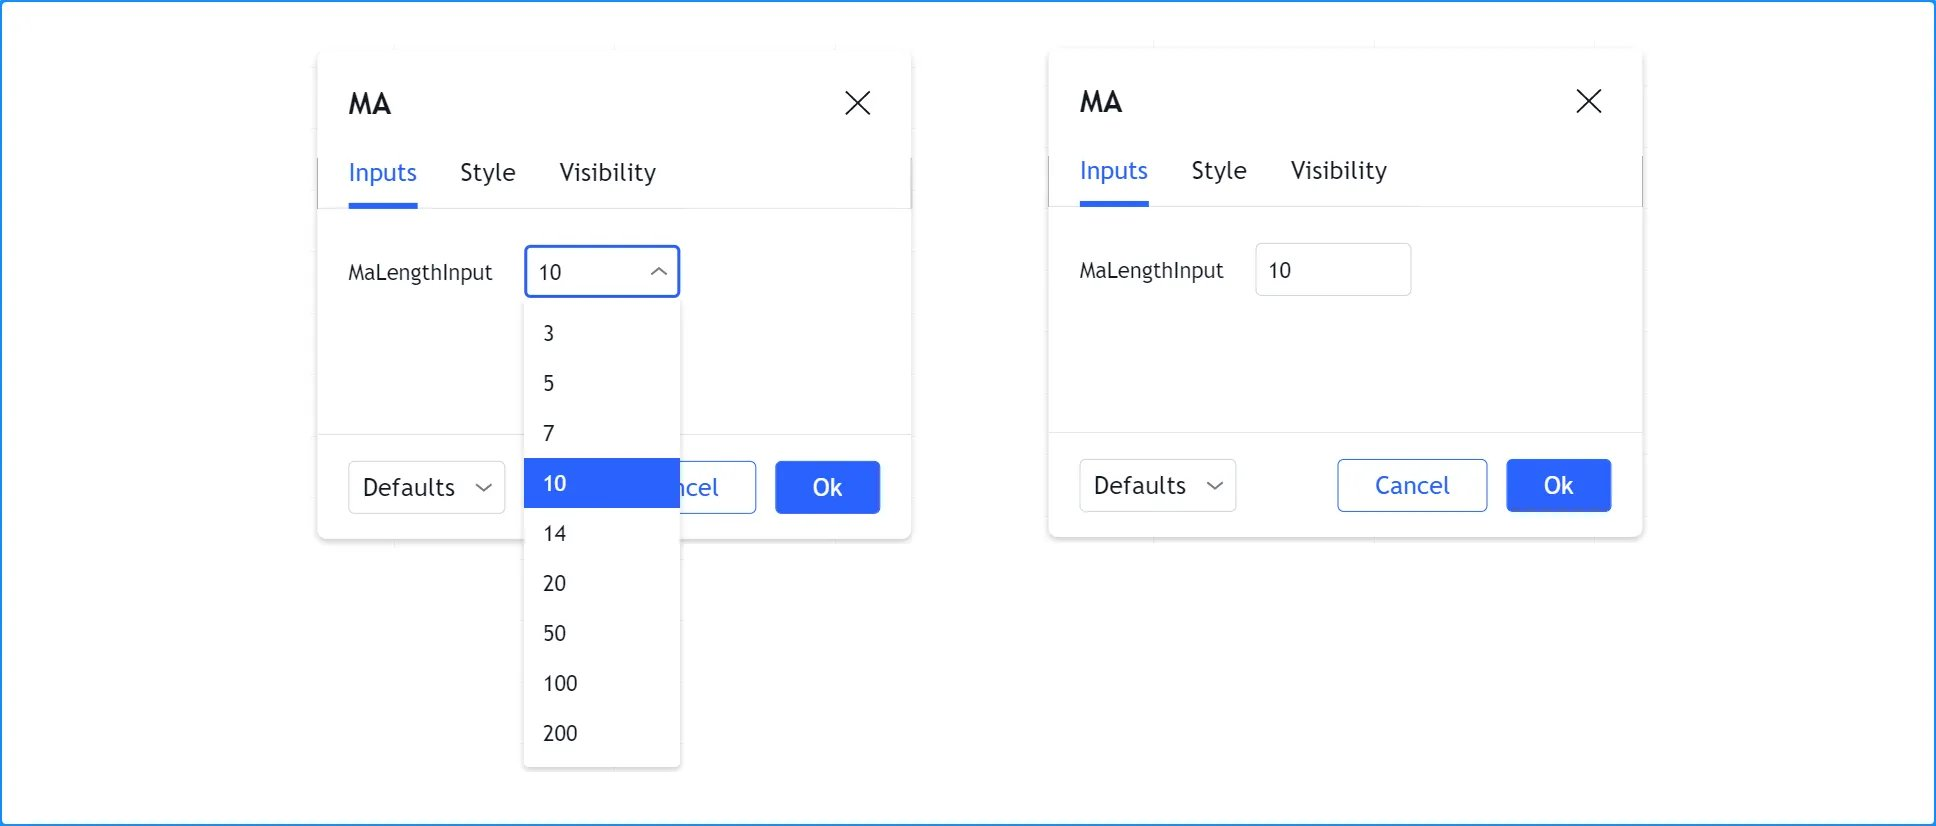 MA
Inputs Style Visibility
MaLengthInput 10
3
5
7
10
14
20
50
100
200
Defaults ncel Ok
MA
Inputs Style Visibility
MaLengthInput 10
Defaults Cancel Ok